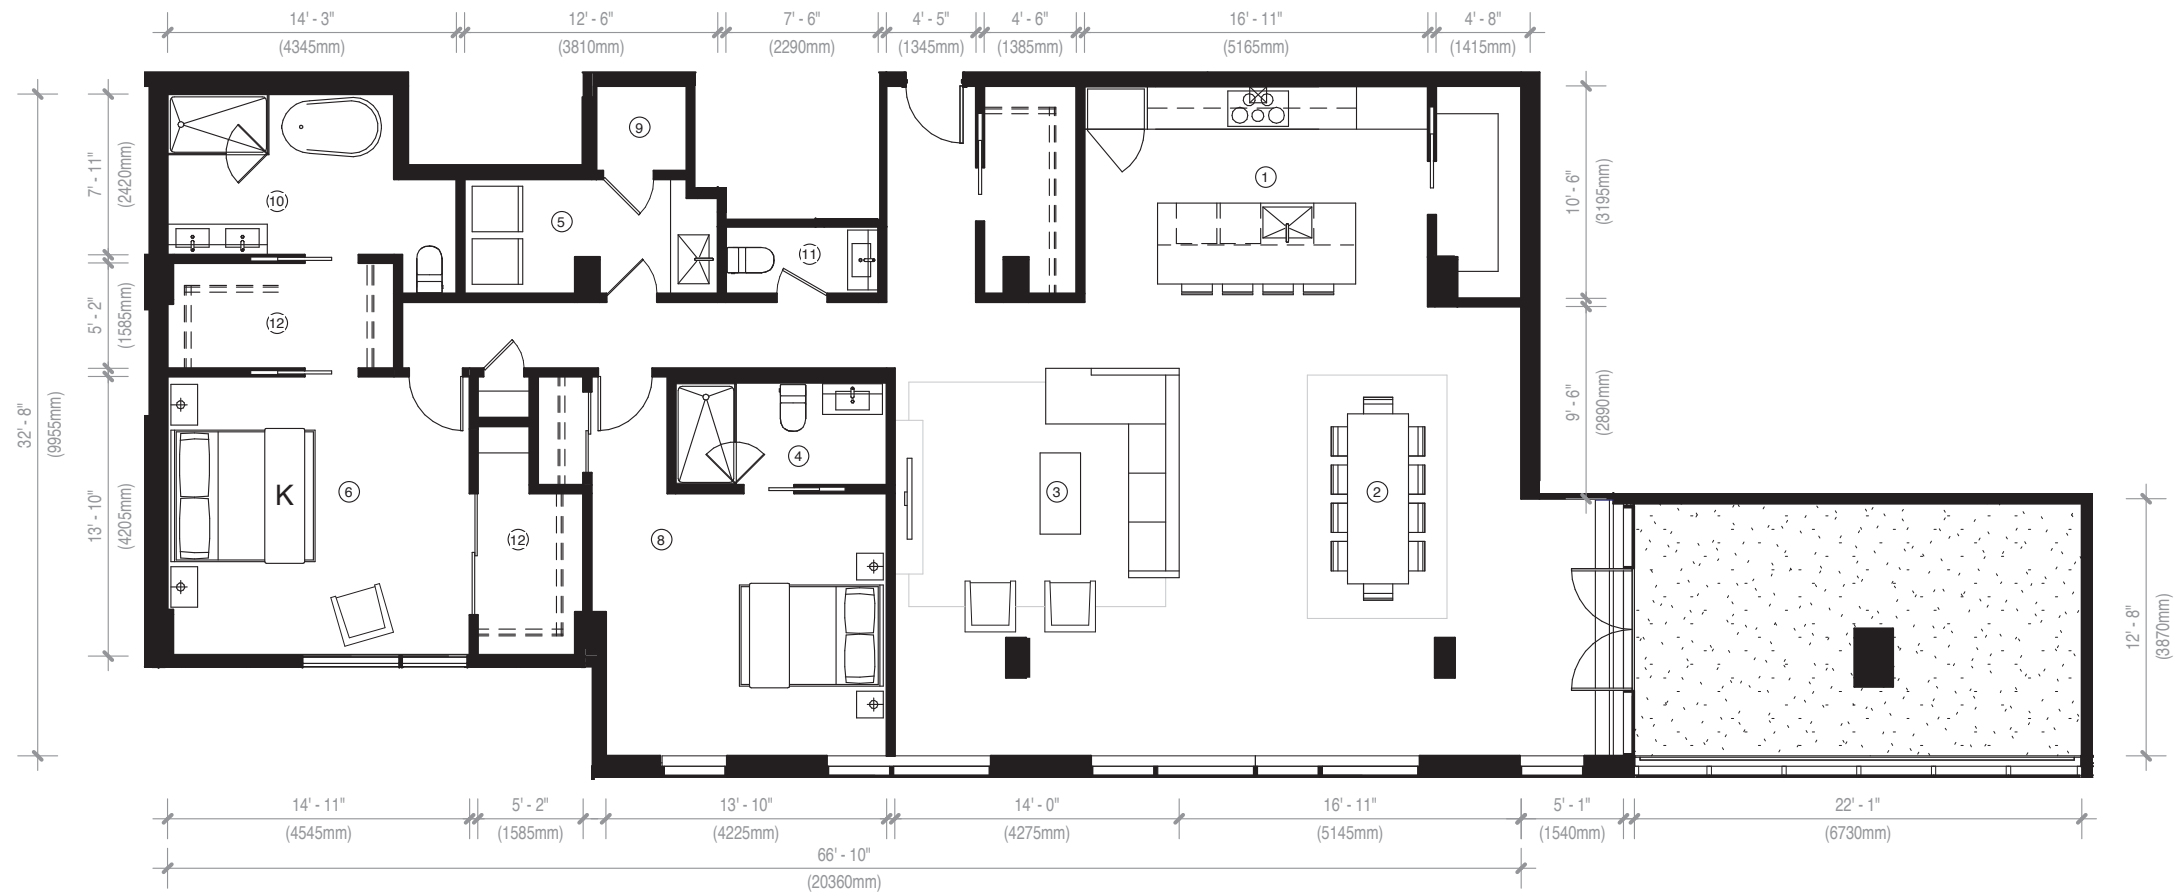 14' - 3"
(4345mm)
12' - 6"
(3810mm)
7' - 6"
(2290mm)
4' - 5"
(1345mm)
4' - 6"
(1385mm)
16' - 11"
(5165mm)
4' - 8"
(1415mm)
32' - 8"
(9955mm)
7' - 11"
(2420mm)
5' - 2"
(1585mm)
13' - 10"
(4205mm)
9
1
10
5
11
12
4
K
6
3
2
12
8
10' - 6"
(3195mm)
9' - 6"
(2890mm)
12' - 8"
(3870mm)
14' - 11"
(4545mm)
5' - 2"
(1585mm)
13' - 10"
(4225mm)
14' - 0"
(4275mm)
16' - 11"
(5145mm)
5' - 1"
(1540mm)
22' - 1"
(6730mm)
66' - 10"
(20360mm)